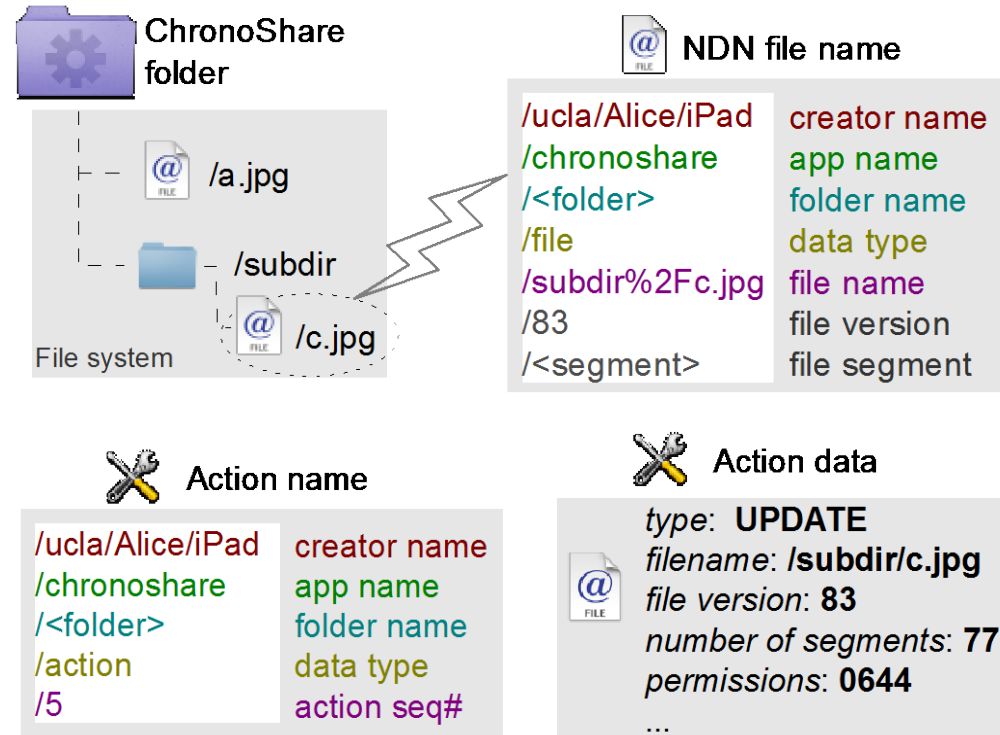 ChronoShare
folder
/a.jpg
/subdir
/c.jpg
File system
NDN file name
/ucla/Alice/iPad creator name
/chronoshare app name
/<folder> folder name
/file data type
/subdir%2Fc.jpg file name
/83 file version
/<segment> file segment
Action name
/ucla/Alice/iPad creator name
/chronoshare app name
/<folder> folder name
/action data type
/5 action seq#
Action data
type: UPDATE
filename: /subdir/c.jpg
file version: 83
number of segments: 77
permissions: 0644
...
@
FILE
@
FILE
@
FILE
@
FILE